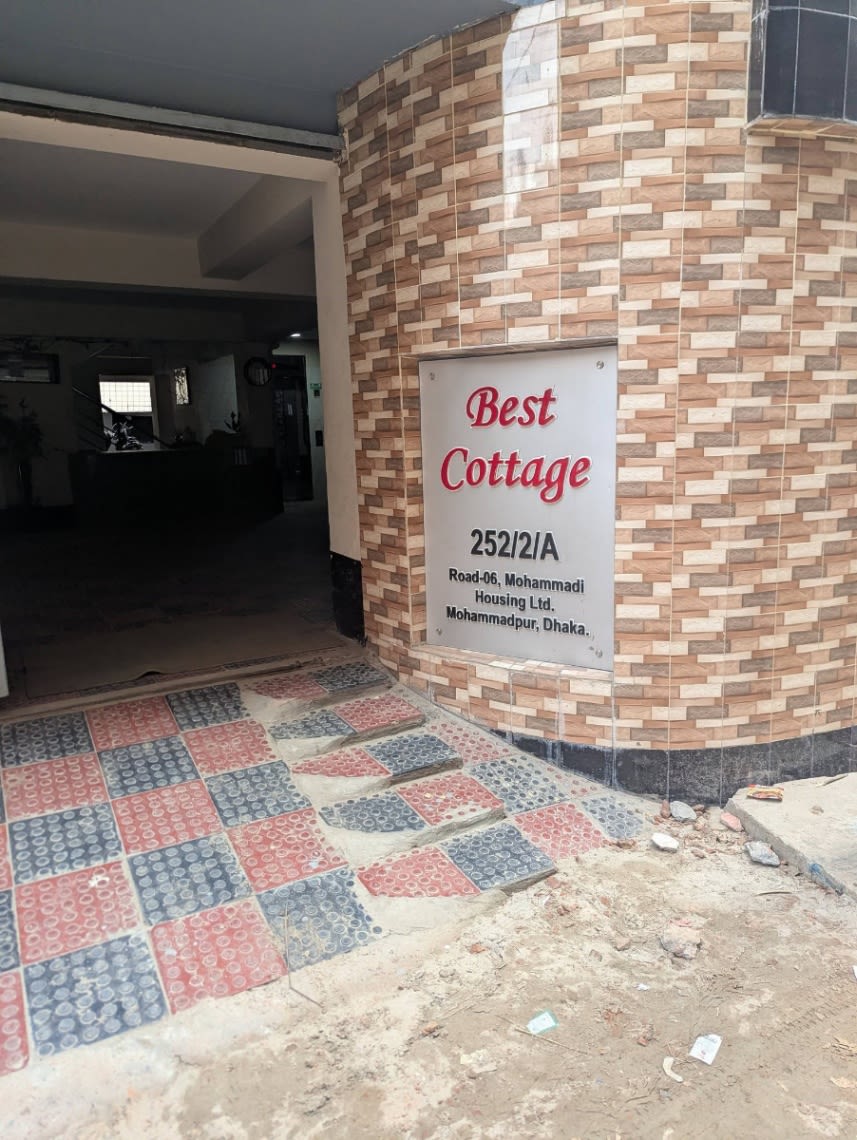 Best
Cottage
252/2/A
Road-06, Mohammadi
Housing Ltd.
Mohammadpur, Dhaka.